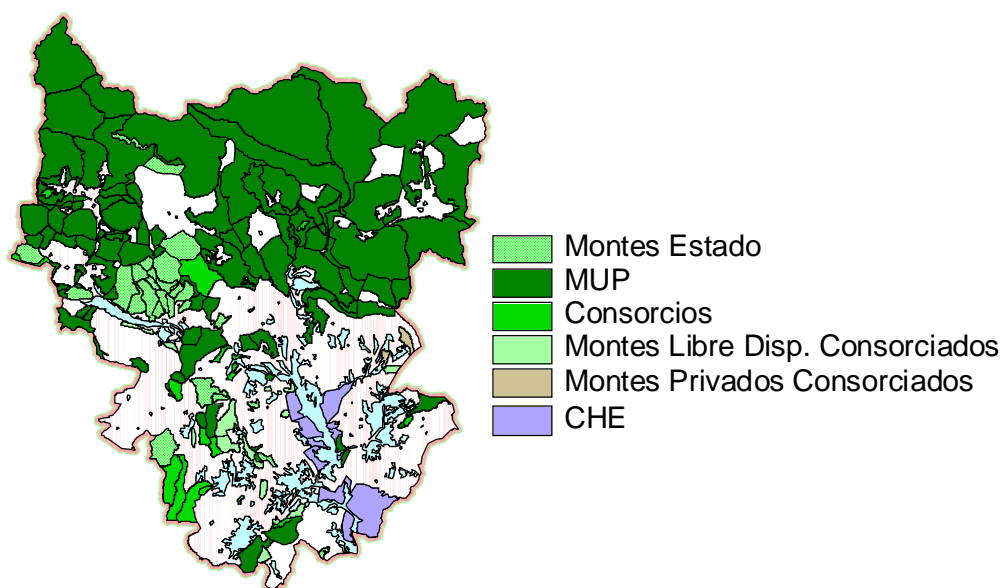 Montes Estado
MUP
Consorcios
Montes Libre Disp. Consorciados
Montes Privados Consorciados
CHE